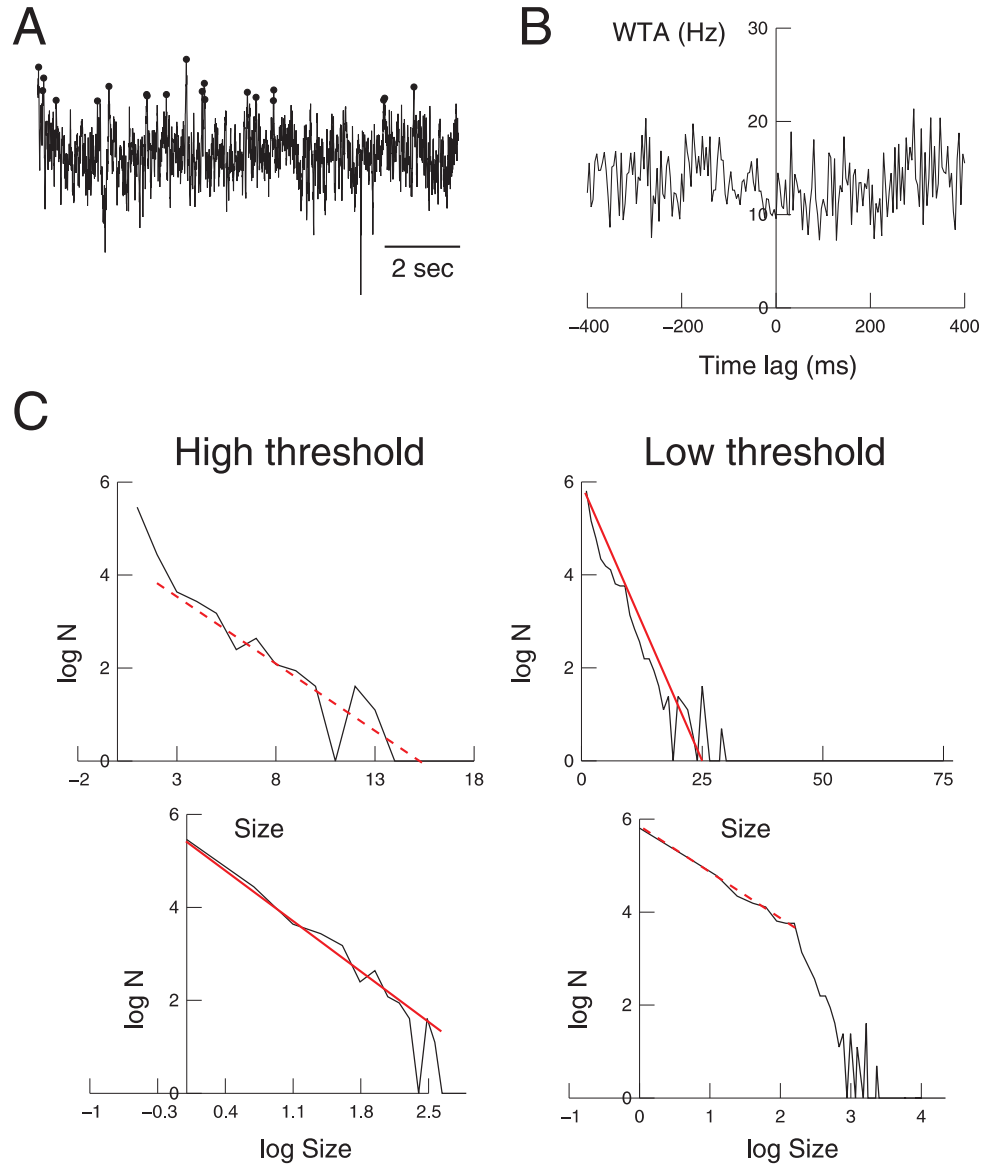 A
2 sec
B
WTA (Hz)
30
20
10
0
−400
−200
0
200
400
Time lag (ms)
C
High threshold
6
4
2
0
log N
−2
3
8
13
18
Size
Low threshold
6
4
2
0
log N
0
25
50
75
Size
6
4
2
0
log N
−1
−0.3
0.4
1.1
1.8
2.5
log Size
6
4
2
0
log N
−1
0
1
2
3
4
log Size